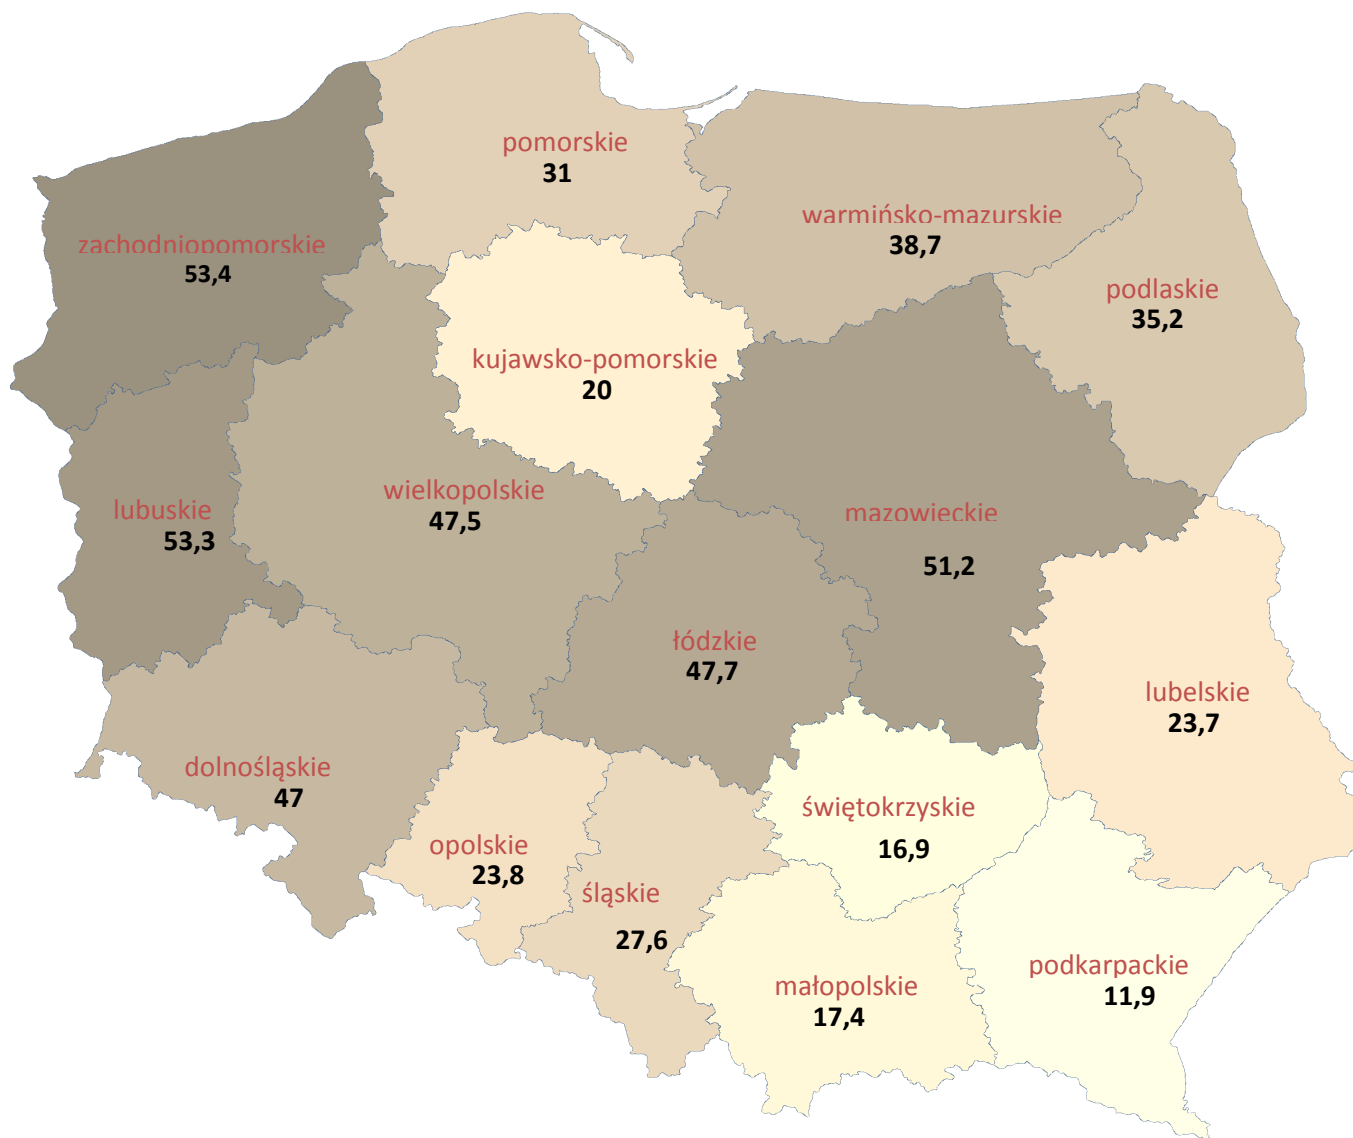 pomorskie
31
warmińsko-mazurskie
38,7
zachodniopomorskie
53,4
podlaskie
35,2
kujawsko-pomorskie
20
wielkopolskie
47,5
lubuskie
53,3
mazowieckie
51,2
łódzkie
47,7
lubelskie
23,7
dolnośląskie
47
świętokrzyskie
16,9
opolskie
23,8
śląskie
27,6
podkarpackie
11,9
małopolskie
17,4